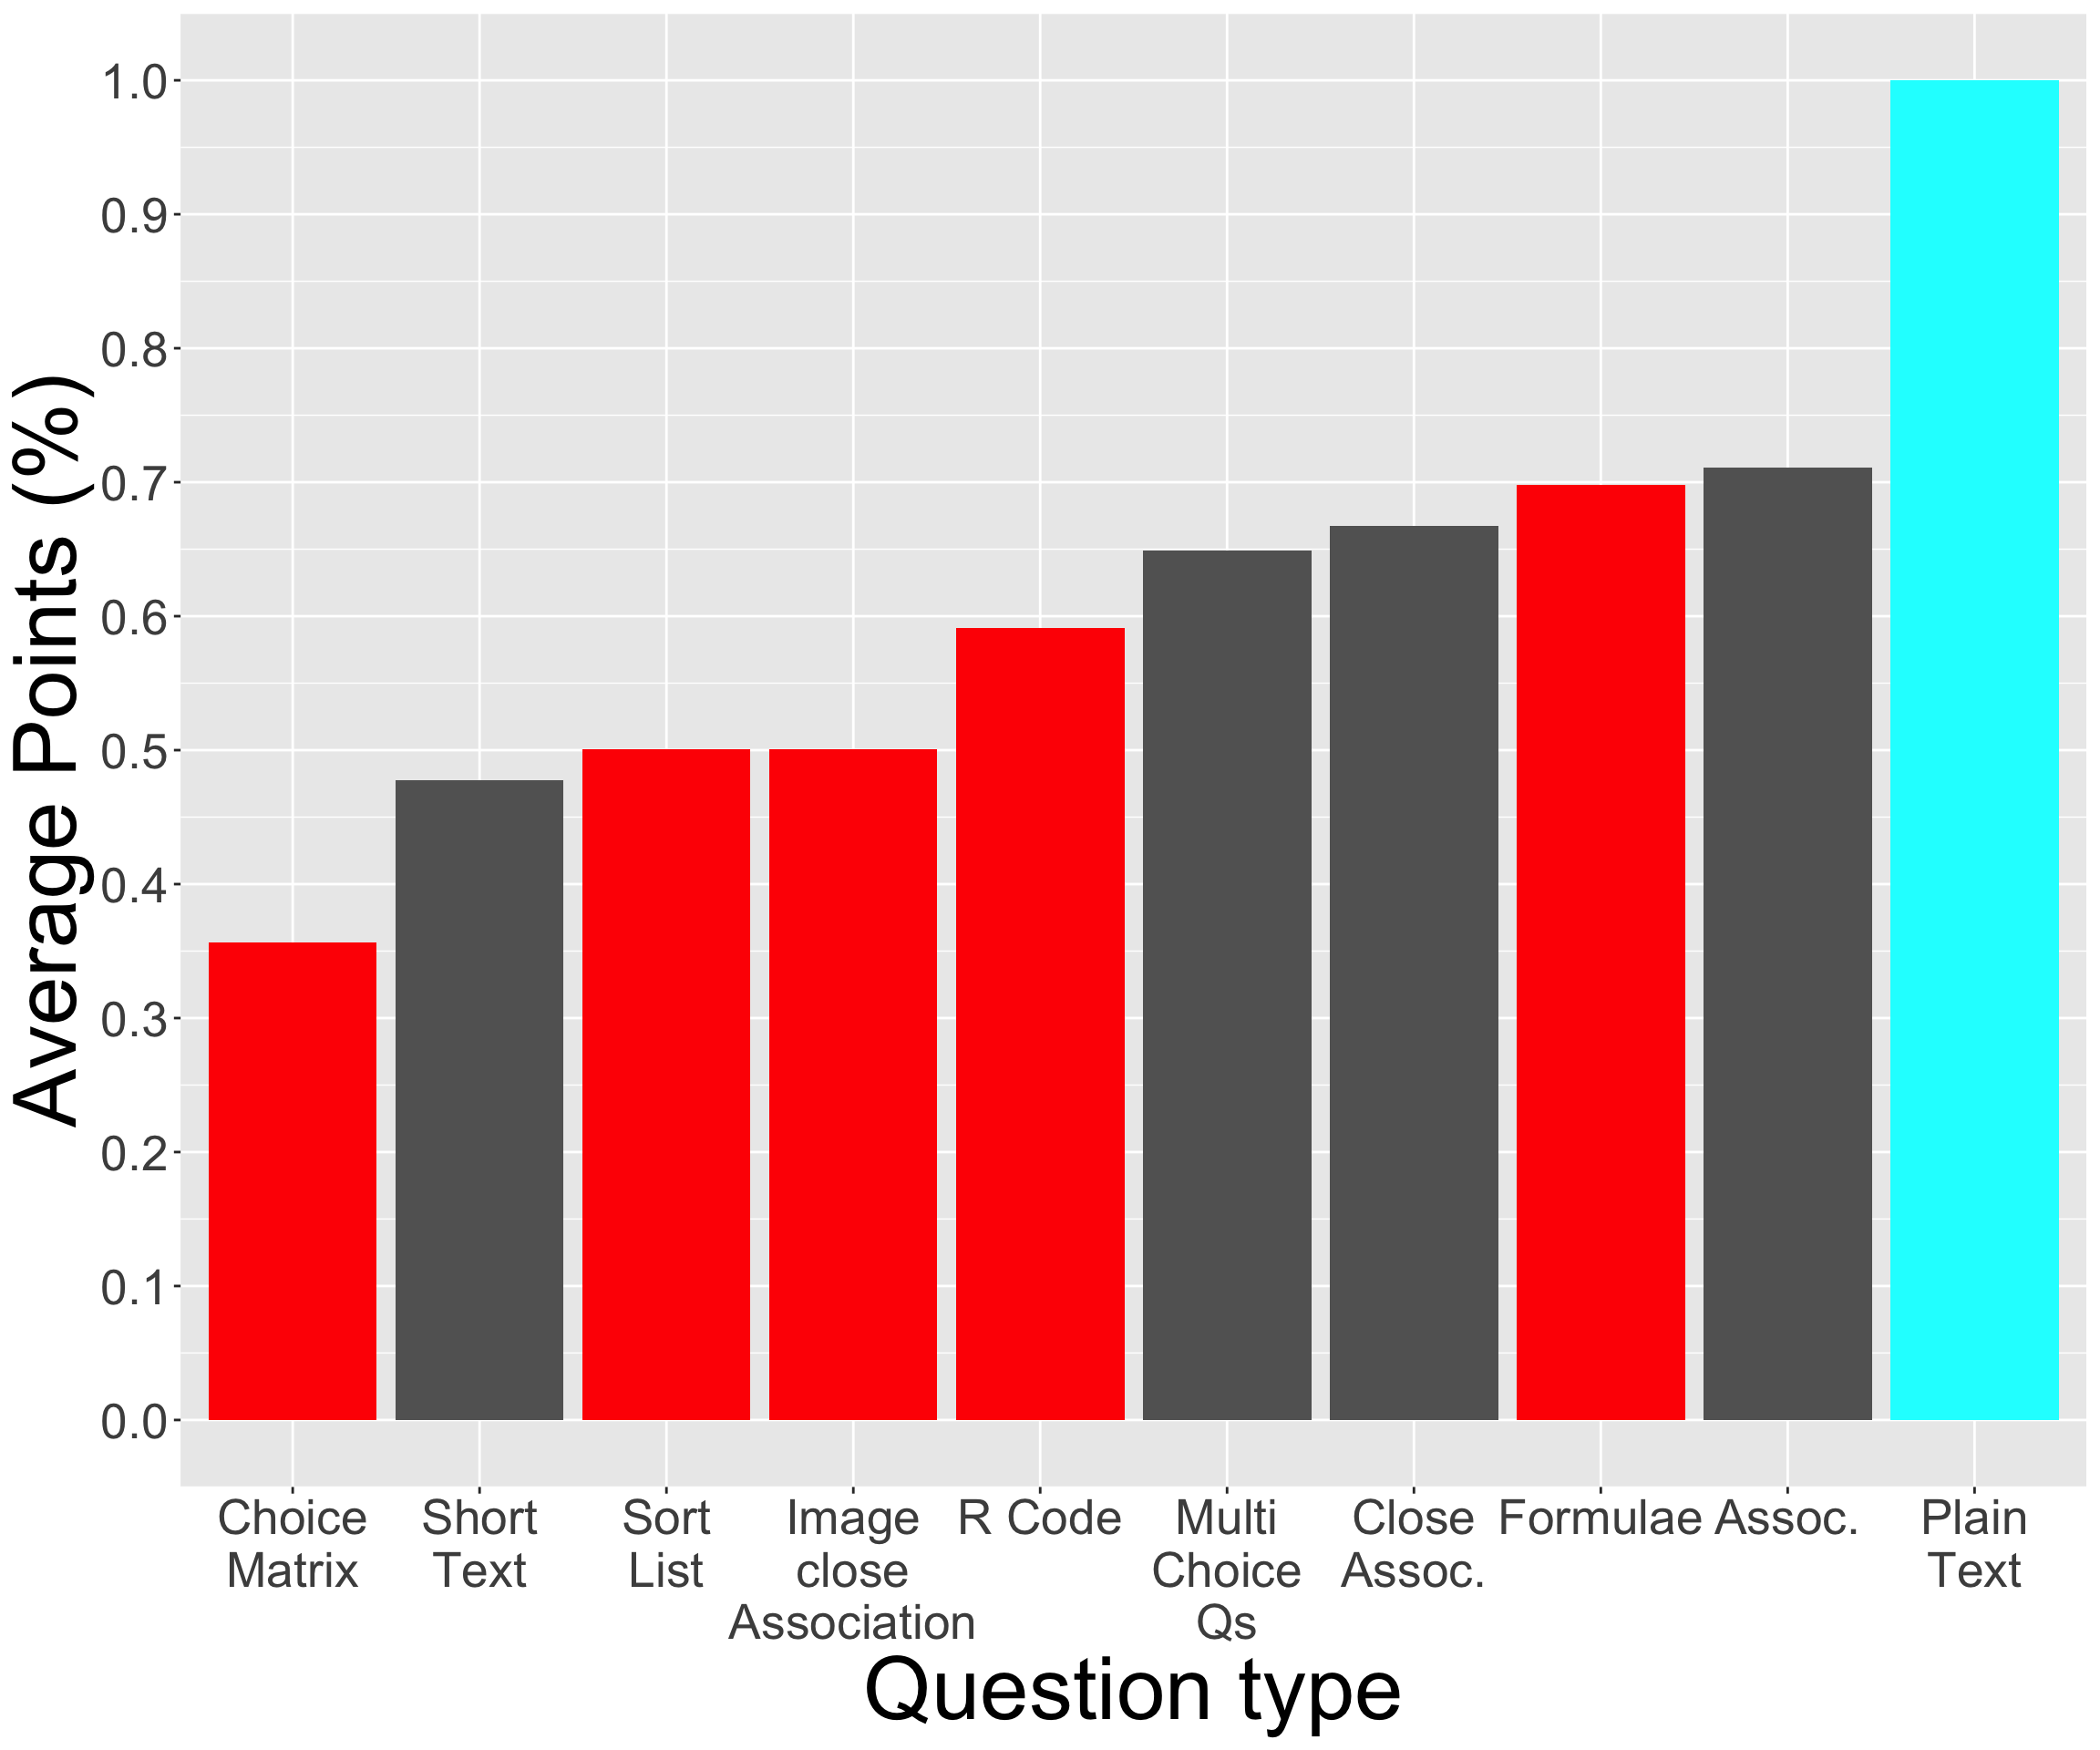 Average Points (%)
1.0
0.9
0.8
0.7
0.6
0.5
0.4
0.3
0.2
0.1
0.0
Choice
Matrix
Short
Text
Sort
List
Image
close
Association
R Code
Multi
Choice
Qs
Close
Assoc.
Formulae
Assoc.
Plain
Text
Question type